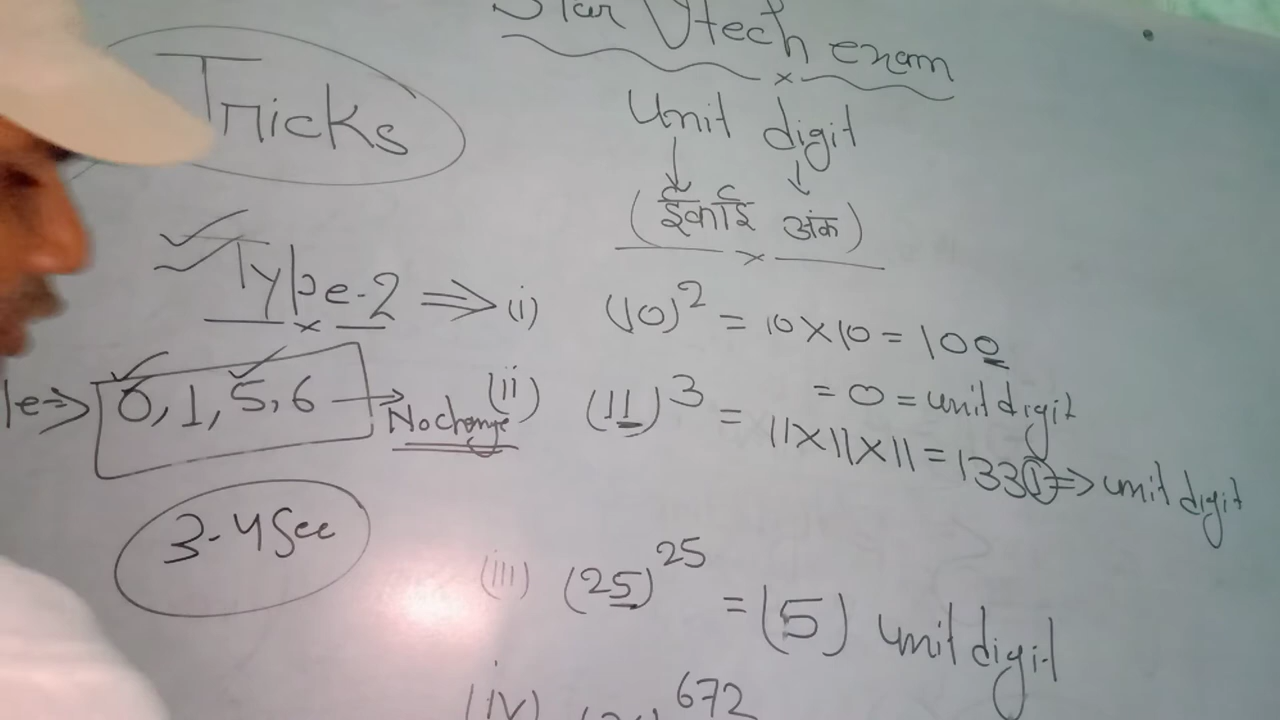 Star Vtech exam
Tricks
Unit digit
(इकाई अंक)
Type-2 ⇒ (i) (10)² = 10×10 = 100
= 0 = unit digit
0, 1, 5, 6 → No change
(ii) (11)³ = 11×11×11 = 1331 ⇒ unit digit
3-4 Sec
(iii) (25)²⁵ = (5) unit digit
(iv) 672